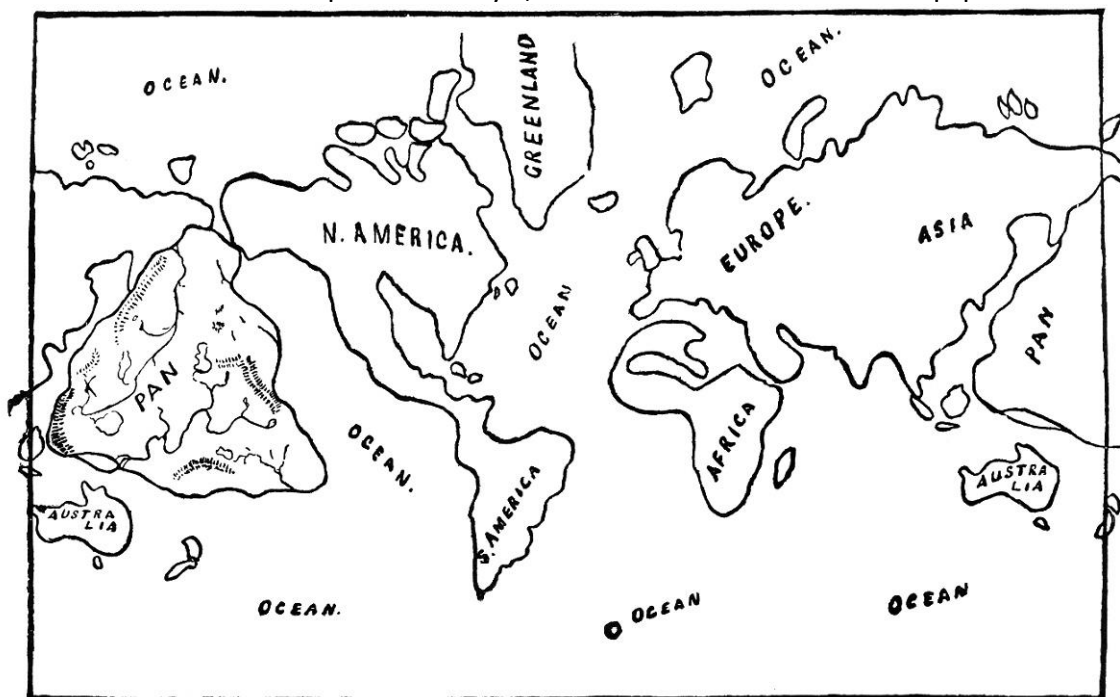 OCEAN.
GREENLAND
OCEAN.
N. AMERICA.
EUROPE.
ASIA
OCEAN
PAN
PAN
OCEAN.
AFRICA
S. AMERICA
AUSTRA
LIA
AUSTRA
LIA
OCEAN.
OCEAN
OCEAN